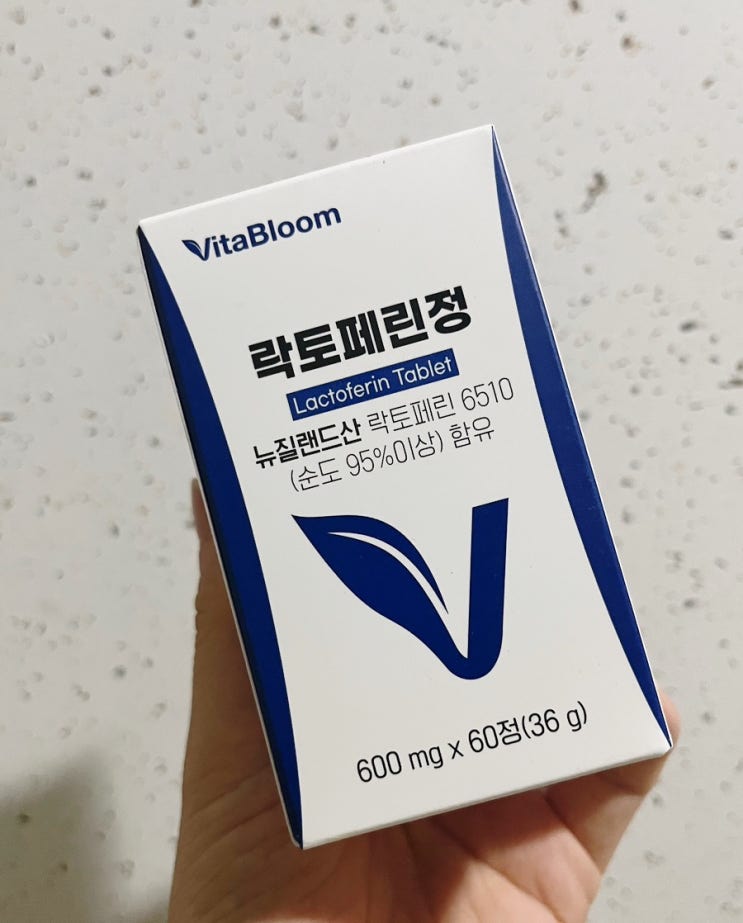 VitaBloom
락토페린정
Lactoferin Tablet
뉴질랜드산 락토페린 6510
(순도 95%이상) 함유
600 mg x 60정(36 g)